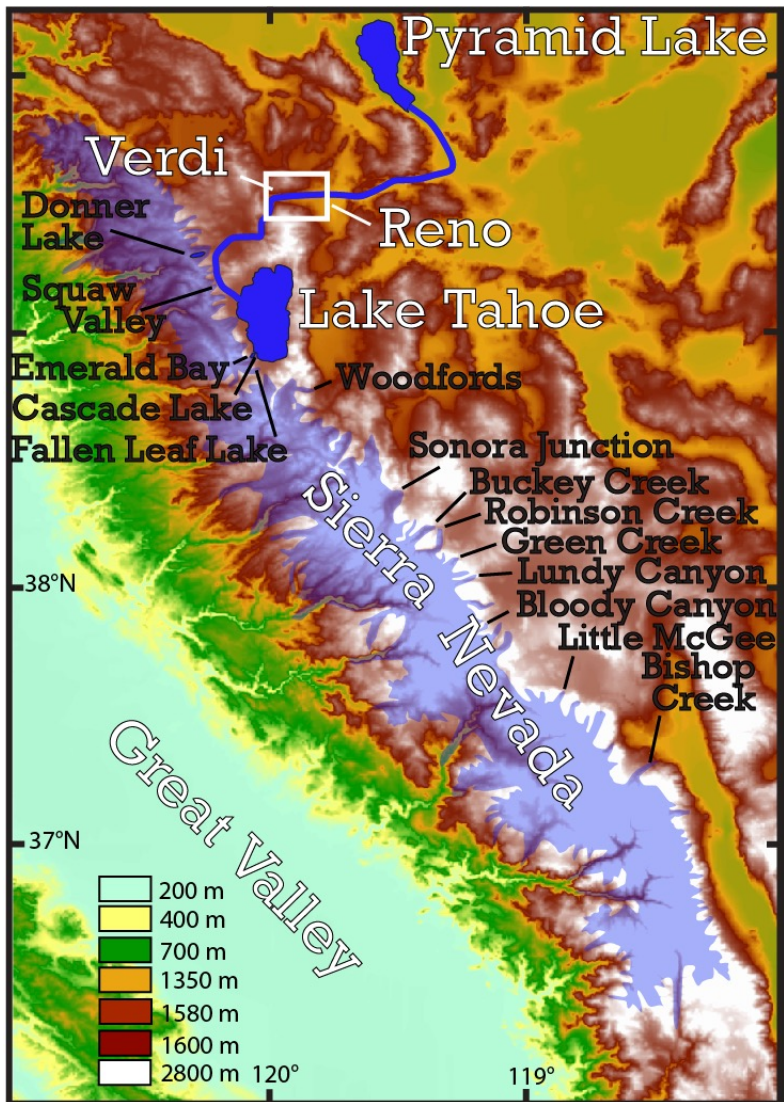 Pyramid Lake
Verdi
Donner
Lake
Reno
Squaw
Valley
Lake Tahoe
Emerald Bay
Woodfords
Cascade Lake
Fallen Leaf Lake
Sonora Junction
Buckey Creek
Robinson Creek
Green Creek
Lundy Canyon
38°N
Bloody Canyon
Little McGee
Bishop
Creek
Sierra Nevada
Great Valley
37°N
200 m
400 m
700 m
1350 m
1580 m
1600 m
2800 m
120°
119°